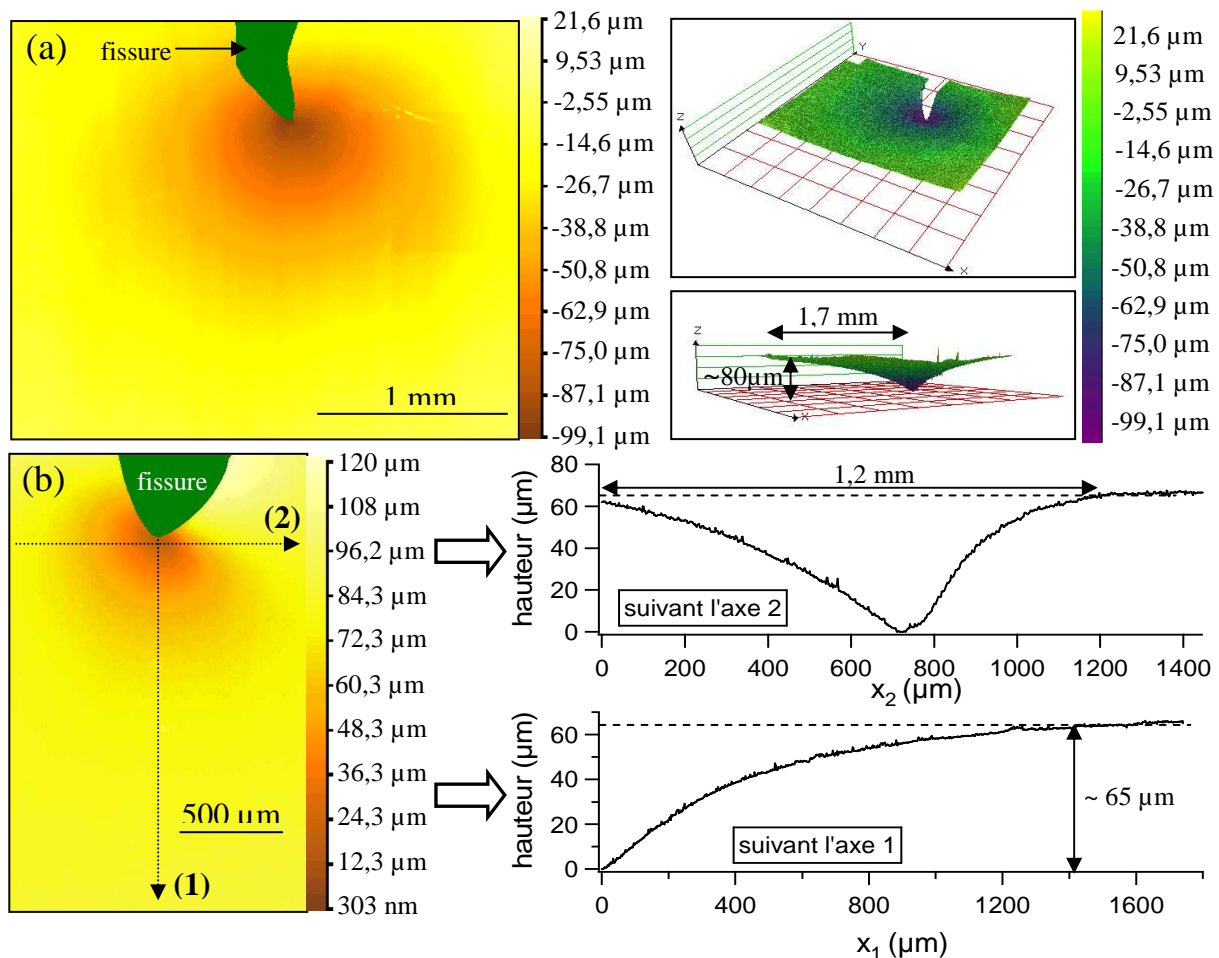 (a)
fissure
1 mm
21,6 µm
9,53 µm
-2,55 µm
-14,6 µm
-26,7 µm
-38,8 µm
-50,8 µm
-62,9 µm
-75,0 µm
-87,1 µm
-99,1 µm
Y
Z
X
Z
1,7 mm
~80µm
X
21,6 µm
9,53 µm
-2,55 µm
-14,6 µm
-26,7 µm
-38,8 µm
-50,8 µm
-62,9 µm
-75,0 µm
-87,1 µm
-99,1 µm
(b)
fissure
(2)
500 µm
(1)
120 µm
108 µm
96,2 µm
84,3 µm
72,3 µm
60,3 µm
48,3 µm
36,3 µm
24,3 µm
12,3 µm
303 nm
hauteur (µm)
80
60
40
20
0
1,2 mm
suivant l'axe 2
0 200 400 600 800 1000 1200 1400
x₂ (µm)
hauteur (µm)
60
40
20
0
~ 65 µm
suivant l'axe 1
0 400 800 1200 1600
x₁ (µm)